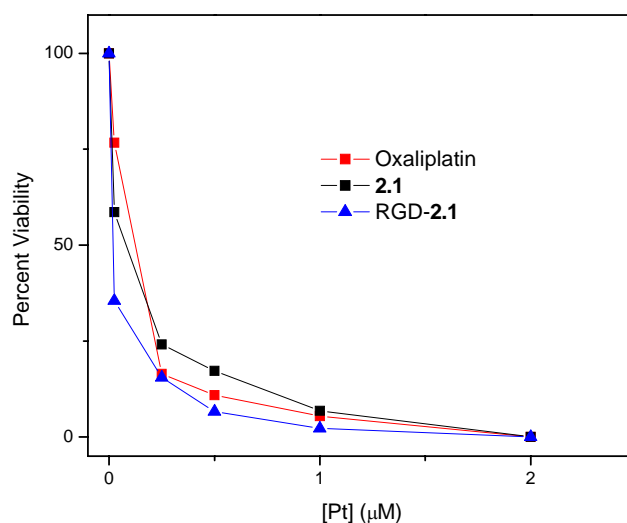 100
50
0
Percent Viability
Oxaliplatin
2.1
RGD-2.1
0
1
2
[Pt] (μM)